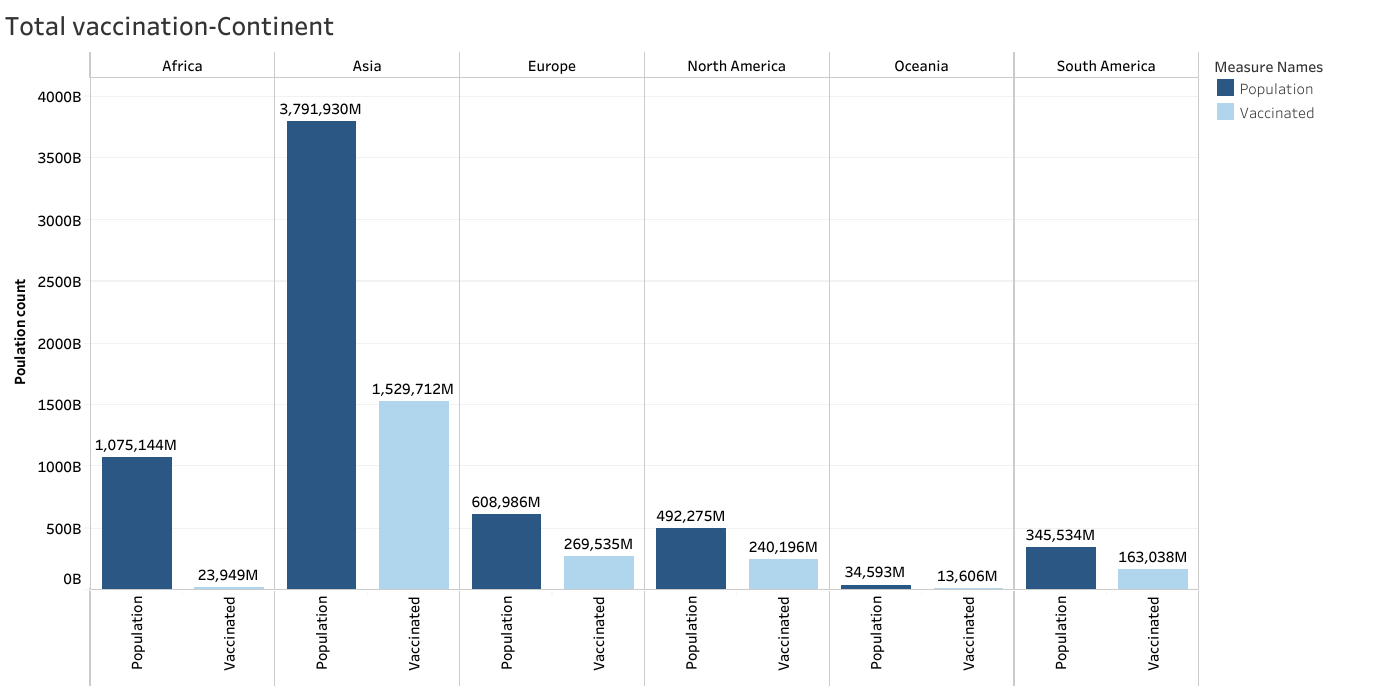 Total vaccination-Continent
Africa Asia Europe North America Oceania South America
Measure Names
Population
Vaccinated
Poulation count
4000B
3500B
3000B
2500B
2000B
1500B
1000B
500B
0B
1,075,144M
23,949M
3,791,930M
1,529,712M
608,986M
269,535M
492,275M
240,196M
34,593M
13,606M
345,534M
163,038M
Population
Vaccinated
Population
Vaccinated
Population
Vaccinated
Population
Vaccinated
Population
Vaccinated
Population
Vaccinated